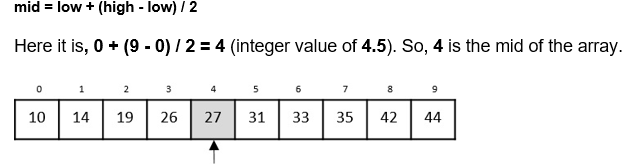 mid = low + (high - low) / 2
Here it is, 0 + (9 - 0) / 2 = 4 (integer value of 4.5). So, 4 is the mid of the array.
0 1 2 3 4 5 6 7 8 9
10 14 19 26 27 31 33 35 42 44